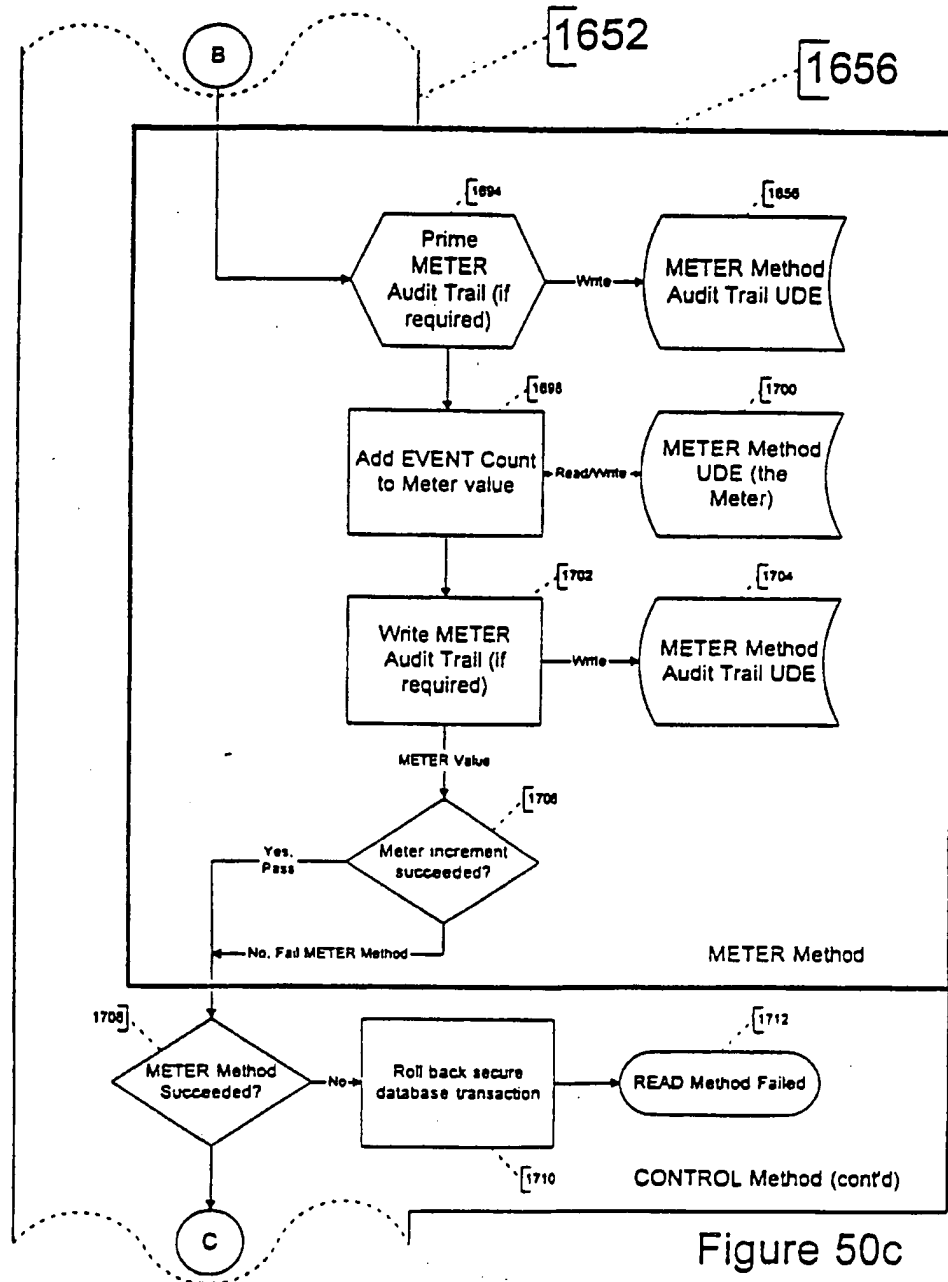 B
1652
1656
1694
Prime
METER
Audit Trail (if
required)
Write
1656
METER Method
Audit Trail UDE
1698
Add EVENT Count
to Meter value
Read/Write
1700
METER Method
UDE (the
Meter)
1702
Write METER
Audit Trail (if
required)
Write
1704
METER Method
Audit Trail UDE
METER Value
1706
Meter increment
succeeded?
Yes,
Pass
No, Fail METER Method
METER Method
1708
METER Method
Succeeded?
No
Roll back secure
database transaction
1710
1712
READ Method Failed
CONTROL Method (cont'd)
C
Figure 50c